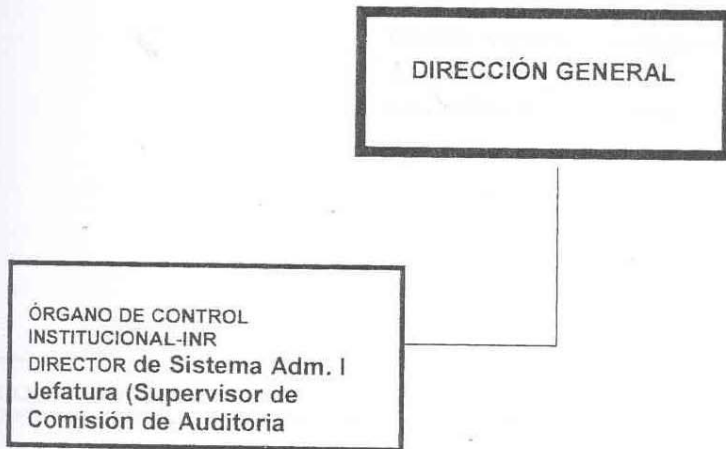 DIRECCIÓN GENERAL
ÓRGANO DE CONTROL
INSTITUCIONAL-INR
DIRECTOR de Sistema Adm. I
Jefatura (Supervisor de
Comisión de Auditoria